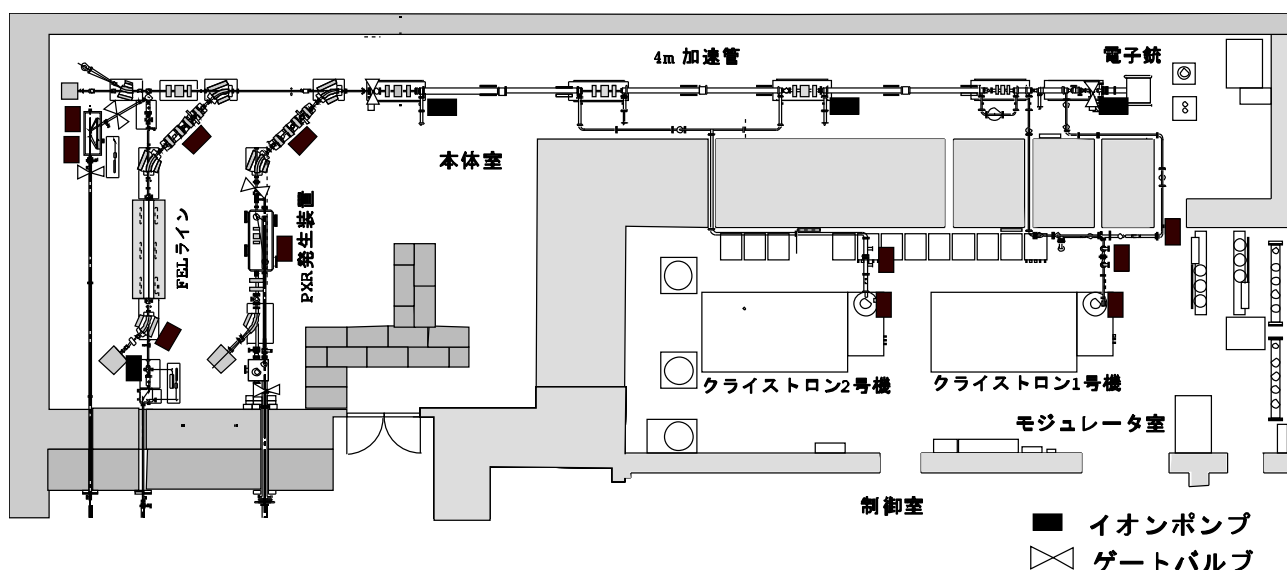 4m 加速管
電子銃
本体室
FELライン
PXR発生装置
クライストロン2号機
クライストロン1号機
モジュレータ室
制御室
イオンポンプ
ゲートバルブ